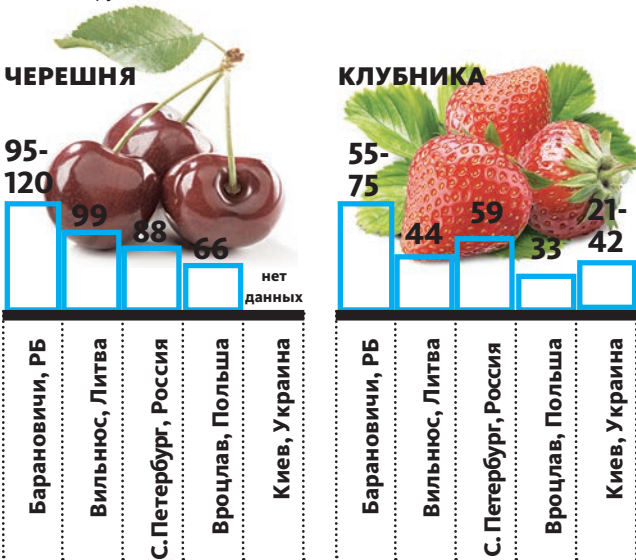 ЧЕРЕШНЯ
95-
120
99
88
66
нет
данных
Барановичи, РБ
Вильнюс, Литва
С.Петербург, Россия
Вроцлав, Польша
Киев, Украина
КЛУБНИКА
55-
75
44
59
33
21-
42
Барановичи, РБ
Вильнюс, Литва
С. Петербург, Россия
Вроцлав, Польша
Киев, Украина